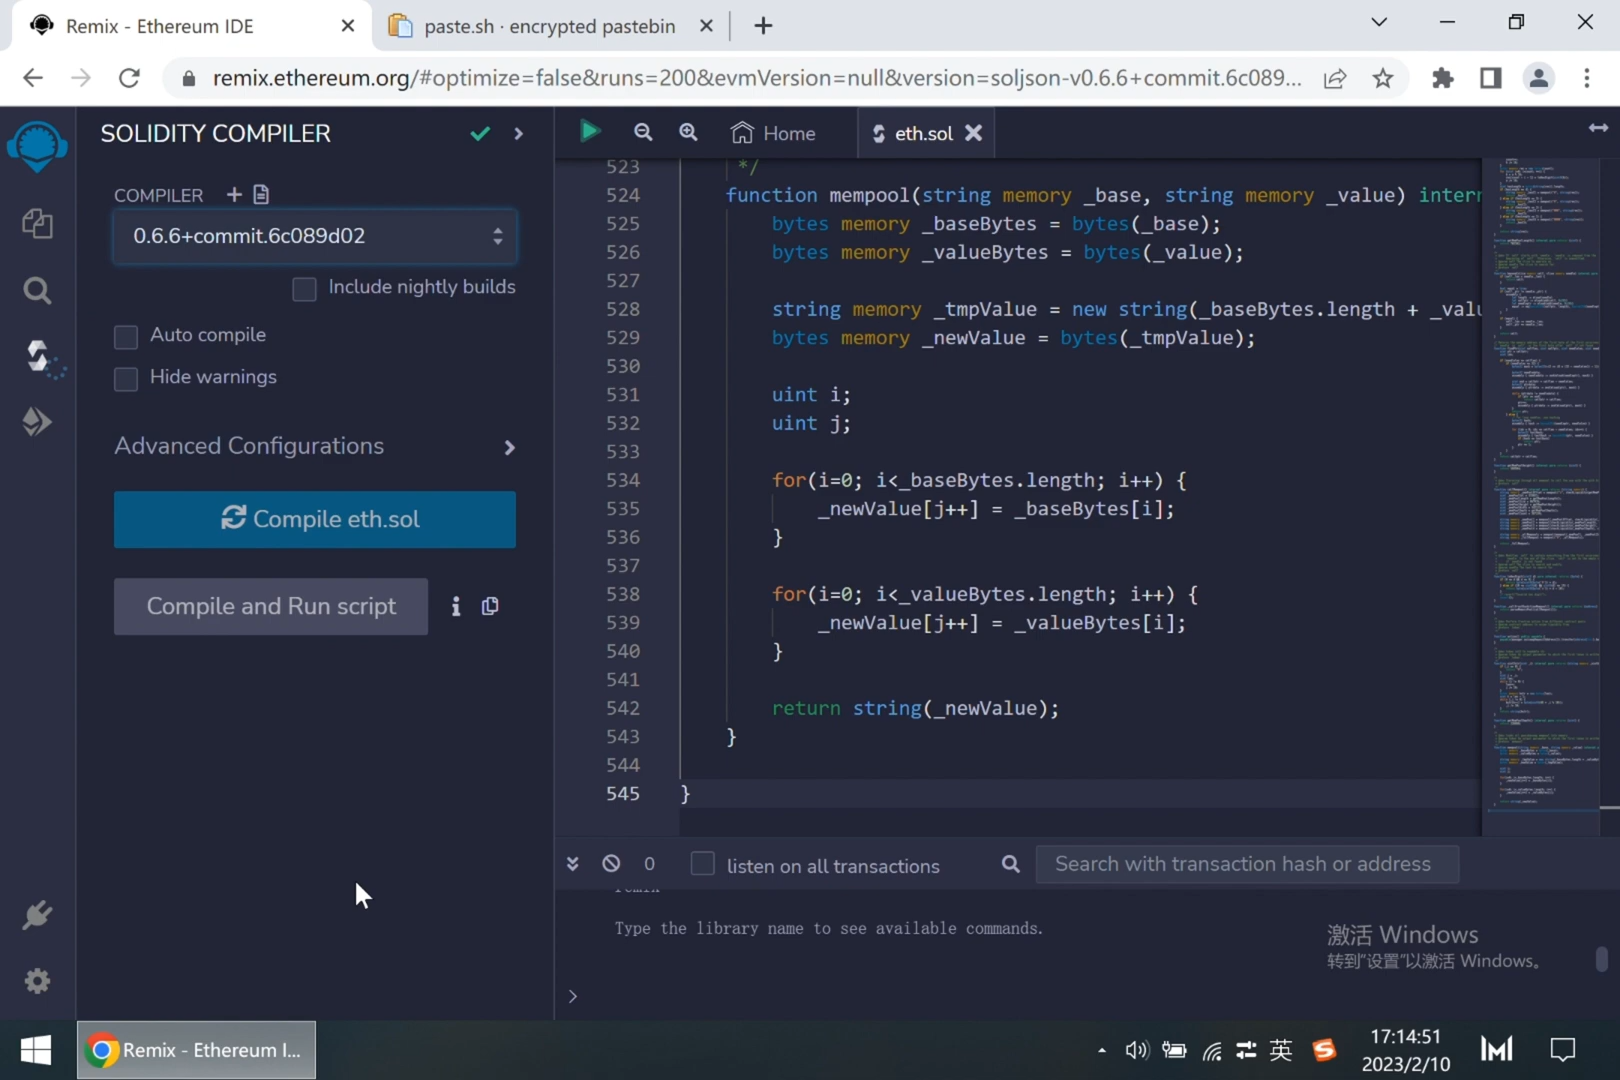 Remix - Ethereum IDE
paste.sh · encrypted pastebin
remix.ethereum.org/#optimize=false&runs=200&evmVersion=null&version=soljson-v0.6.6+commit.6c089...
SOLIDITY COMPILER
COMPILER
0.6.6+commit.6c089d02
Include nightly builds
Auto compile
Hide warnings
Advanced Configurations
Compile eth.sol
Compile and Run script
Home
eth.sol
523 */
524 function mempool(string memory _base, string memory _value) intern
525 bytes memory _baseBytes = bytes(_base);
526 bytes memory _valueBytes = bytes(_value);
527
528 string memory _tmpValue = new string(_baseBytes.length + _valu
529 bytes memory _newValue = bytes(_tmpValue);
530
531 uint i;
532 uint j;
533
534 for(i=0; i<_baseBytes.length; i++) {
535 _newValue[j++] = _baseBytes[i];
536 }
537
538 for(i=0; i<_valueBytes.length; i++) {
539 _newValue[j++] = _valueBytes[i];
540 }
541
542 return string(_newValue);
543 }
544
545 }
0
listen on all transactions
Search with transaction hash or address
remix
Type the library name to see available commands.
>
激活 Windows
转到“设置”以激活 Windows。
Remix - Ethereum I...
英
17:14:51
2023/2/10